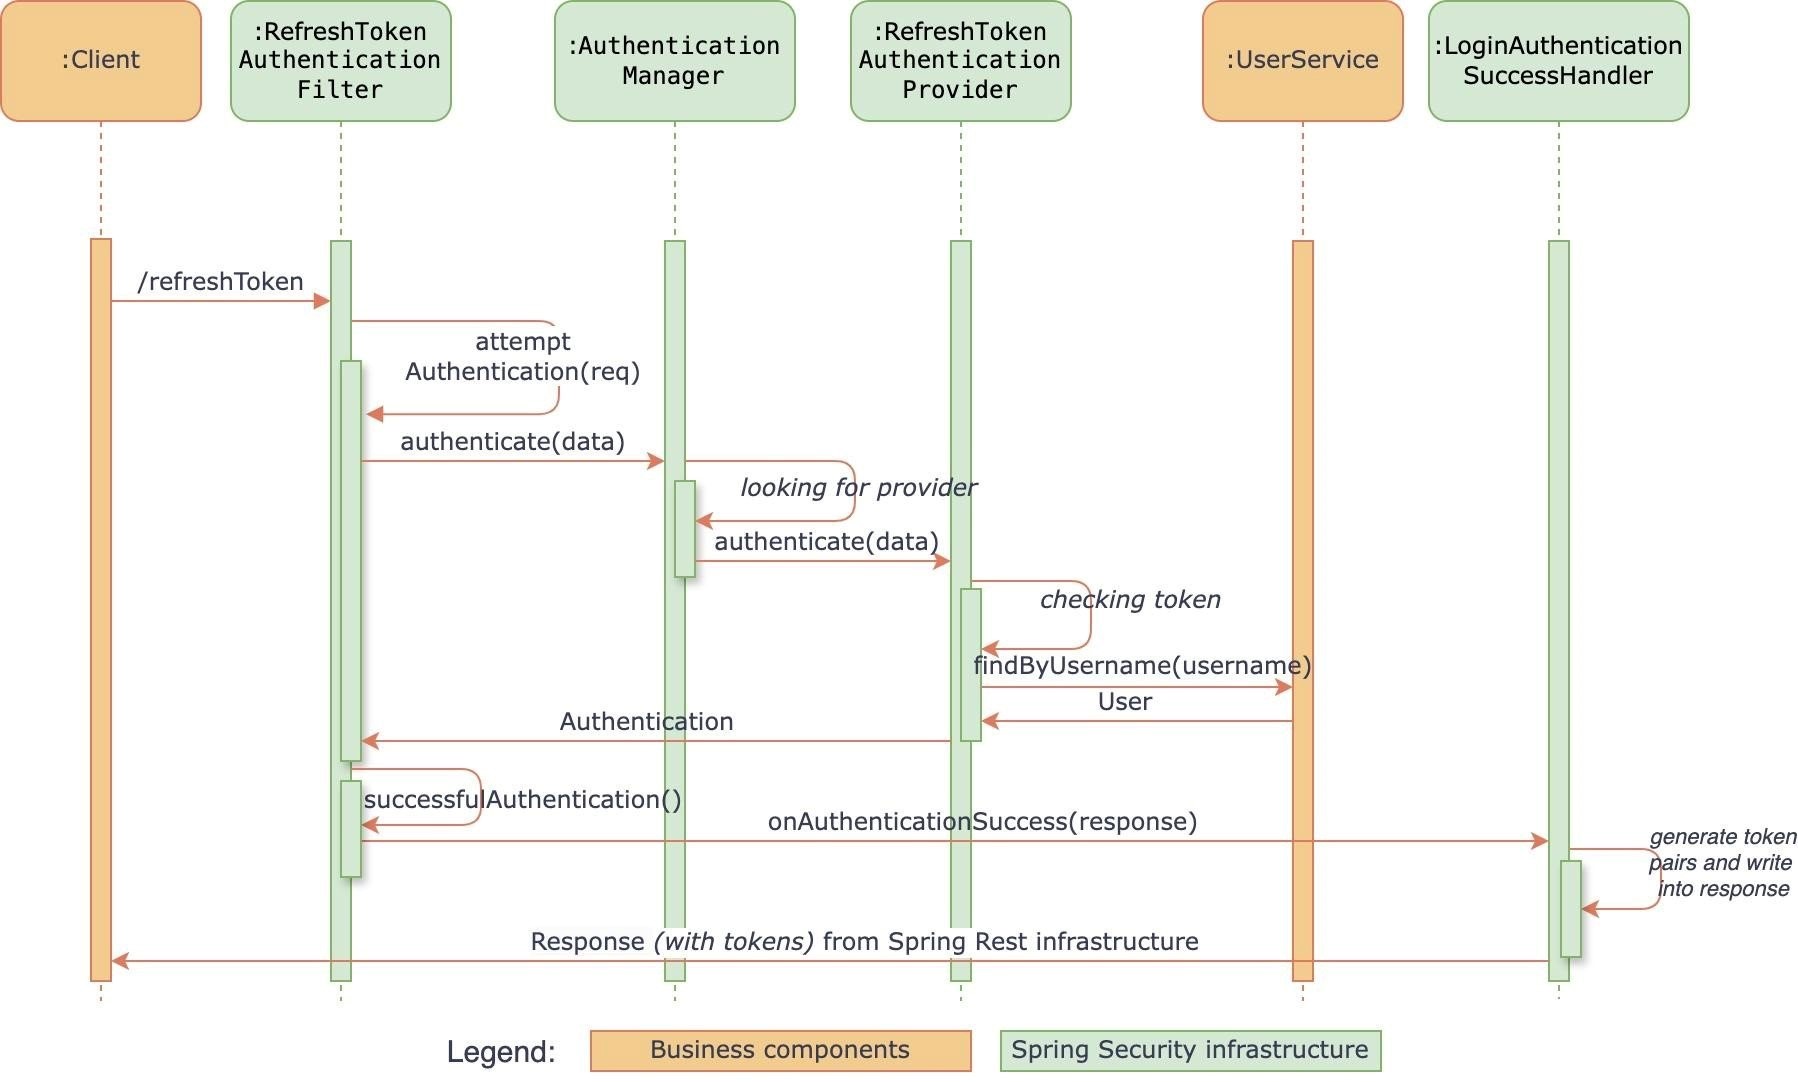 :Client
:RefreshToken
Authentication
Filter
:Authentication
Manager
:RefreshToken
Authentication
Provider
:UserService
:LoginAuthentication
SuccessHandler
/refreshToken
attempt
Authentication(req)
authenticate(data)
looking for provider
authenticate(data)
checking token
findByUsername(username)
User
Authentication
successfulAuthentication()
onAuthenticationSuccess(response)
generate token
pairs and write
into response
Response (with tokens) from Spring Rest infrastructure
Legend:
Business components
Spring Security infrastructure